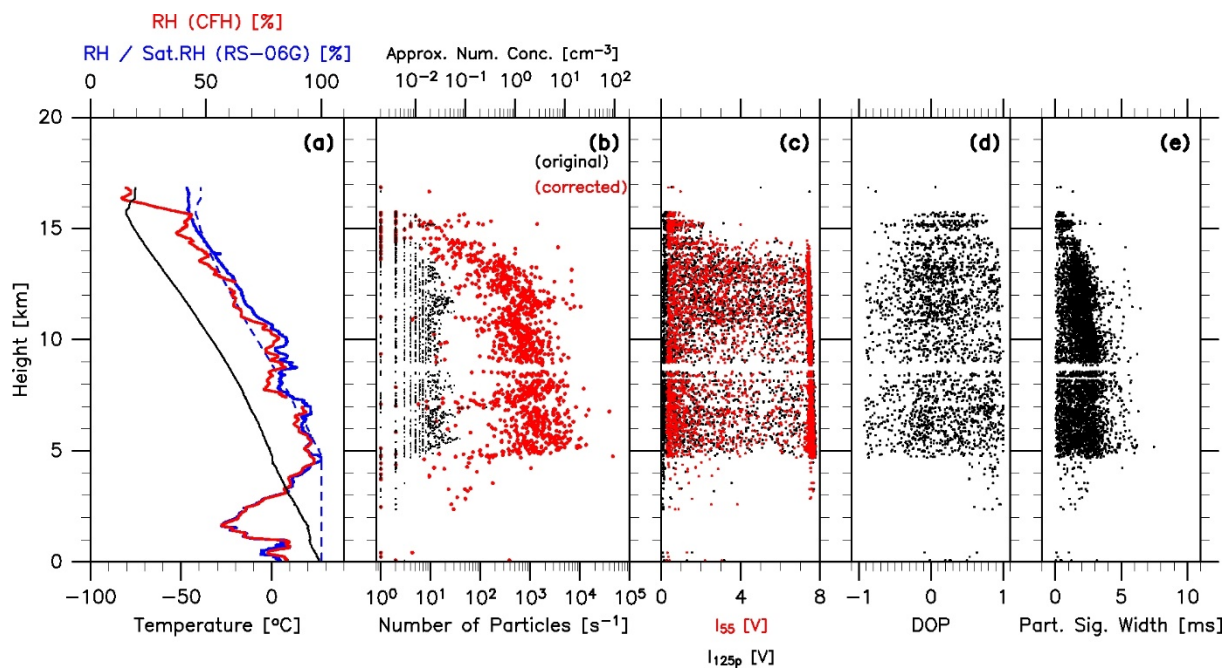 RH (CFH) [%]
RH / Sat.RH (RS−06G) [%]
Approx. Num. Conc. [cm⁻³]
0 50 100
10⁻² 10⁻¹ 10⁰ 10¹ 10²
20
15
10
5
0
Height [km]
(a)
(b)
(original)
(corrected)
(c)
(d)
(e)
−100 −50 0
10⁰ 10¹ 10² 10³ 10⁴ 10⁵
0 4 8
−1 0 1
0 5 10
Temperature [°C]
Number of Particles [s⁻¹]
I₅₅ [V]
I₁₂₅ₚ [V]
DOP
Part. Sig. Width [ms]